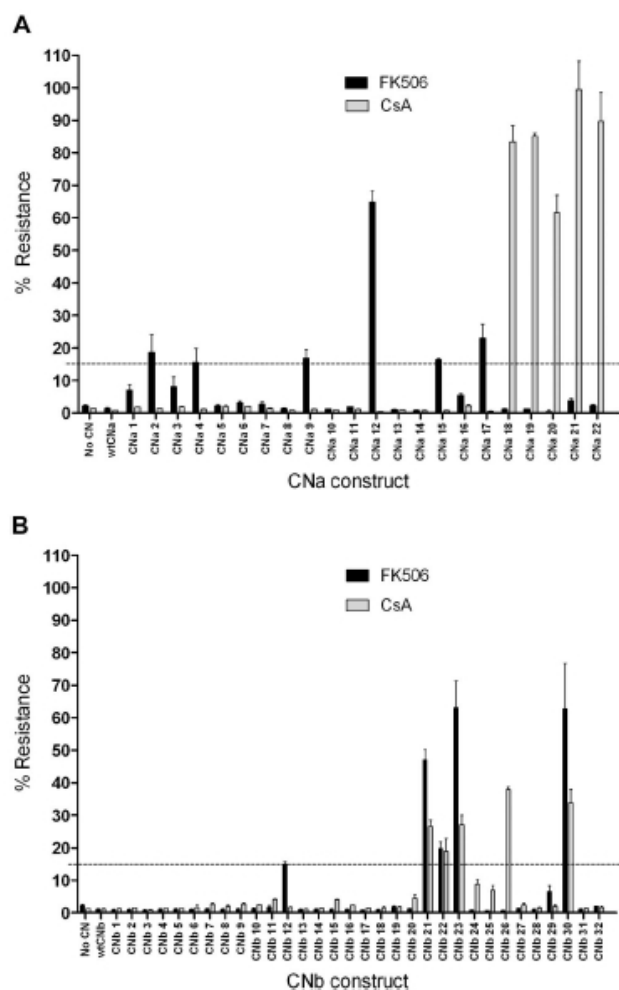 A
110
100
90
80
70
60
50
40
30
20
10
0
% Resistance
FK506
CsA
No CN
wtCNa
CNa 1
CNa 2
CNa 3
CNa 4
CNa 5
CNa 6
CNa 7
CNa 8
CNa 9
CNa 10
CNa 11
CNa 12
CNa 13
CNa 14
CNa 15
CNa 16
CNa 17
CNa 18
CNa 19
CNa 20
CNa 21
CNa 22
CNa construct
B
110
100
90
80
70
60
50
40
30
20
10
0
% Resistance
FK506
CsA
No CN
wtCNb
CNb 1
CNb 2
CNb 3
CNb 4
CNb 5
CNb 6
CNb 7
CNb 8
CNb 9
CNb 10
CNb 11
CNb 12
CNb 13
CNb 14
CNb 15
CNb 16
CNb 17
CNb 18
CNb 19
CNb 20
CNb 21
CNb 22
CNb 23
CNb 24
CNb 25
CNb 26
CNb 27
CNb 28
CNb 29
CNb 30
CNb 31
CNb 32
CNb construct